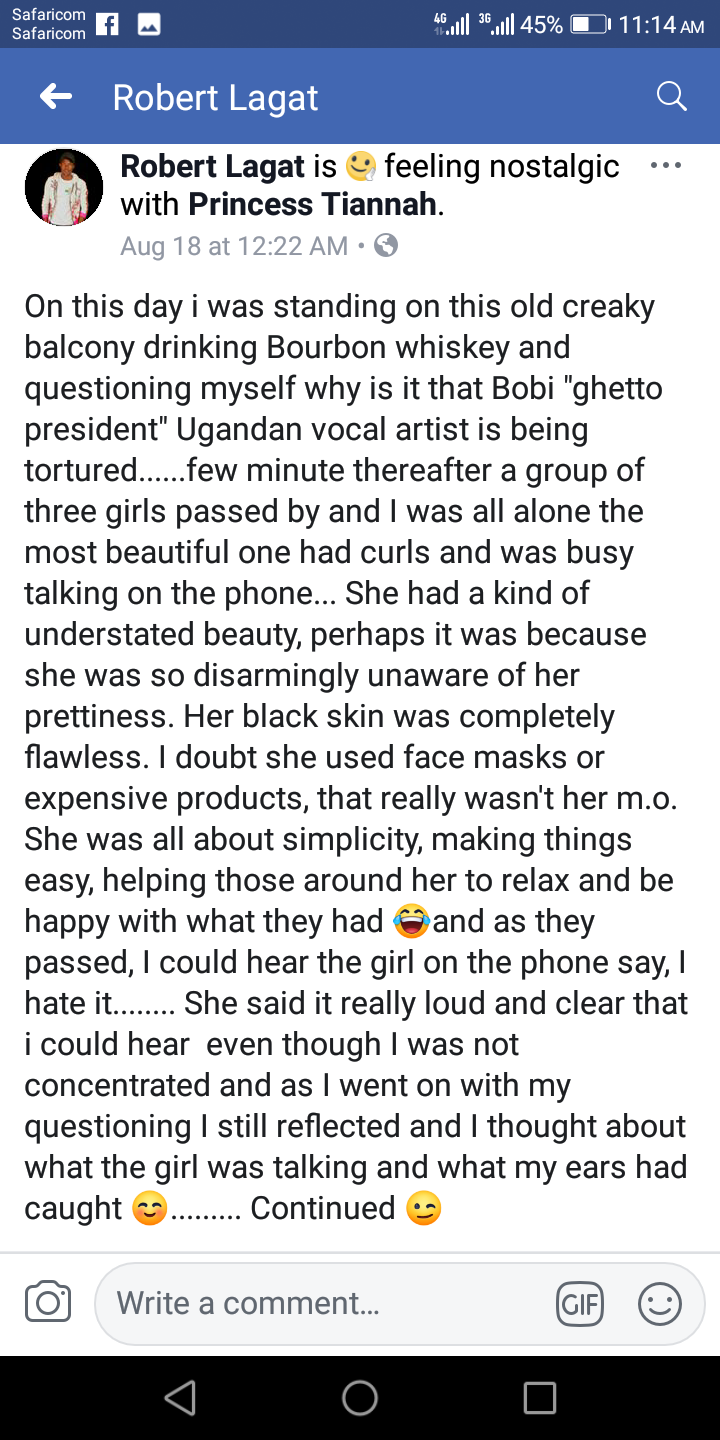 Safaricom
Safaricom
4G 3G 45% 11:14 AM
Robert Lagat
Robert Lagat is feeling nostalgic
with Princess Tiannah.
Aug 18 at 12:22 AM •
On this day i was standing on this old creaky
balcony drinking Bourbon whiskey and
questioning myself why is it that Bobi "ghetto
president" Ugandan vocal artist is being
tortured......few minute thereafter a group of
three girls passed by and I was all alone the
most beautiful one had curls and was busy
talking on the phone... She had a kind of
understated beauty, perhaps it was because
she was so disarmingly unaware of her
prettiness. Her black skin was completely
flawless. I doubt she used face masks or
expensive products, that really wasn't her m.o.
She was all about simplicity, making things
easy, helping those around her to relax and be
happy with what they had 😂and as they
passed, I could hear the girl on the phone say, I
hate it........ She said it really loud and clear that
i could hear  even though I was not
concentrated and as I went on with my
questioning I still reflected and I thought about
what the girl was talking and what my ears had
caught 😊......... Continued 😉
Write a comment...
GIF